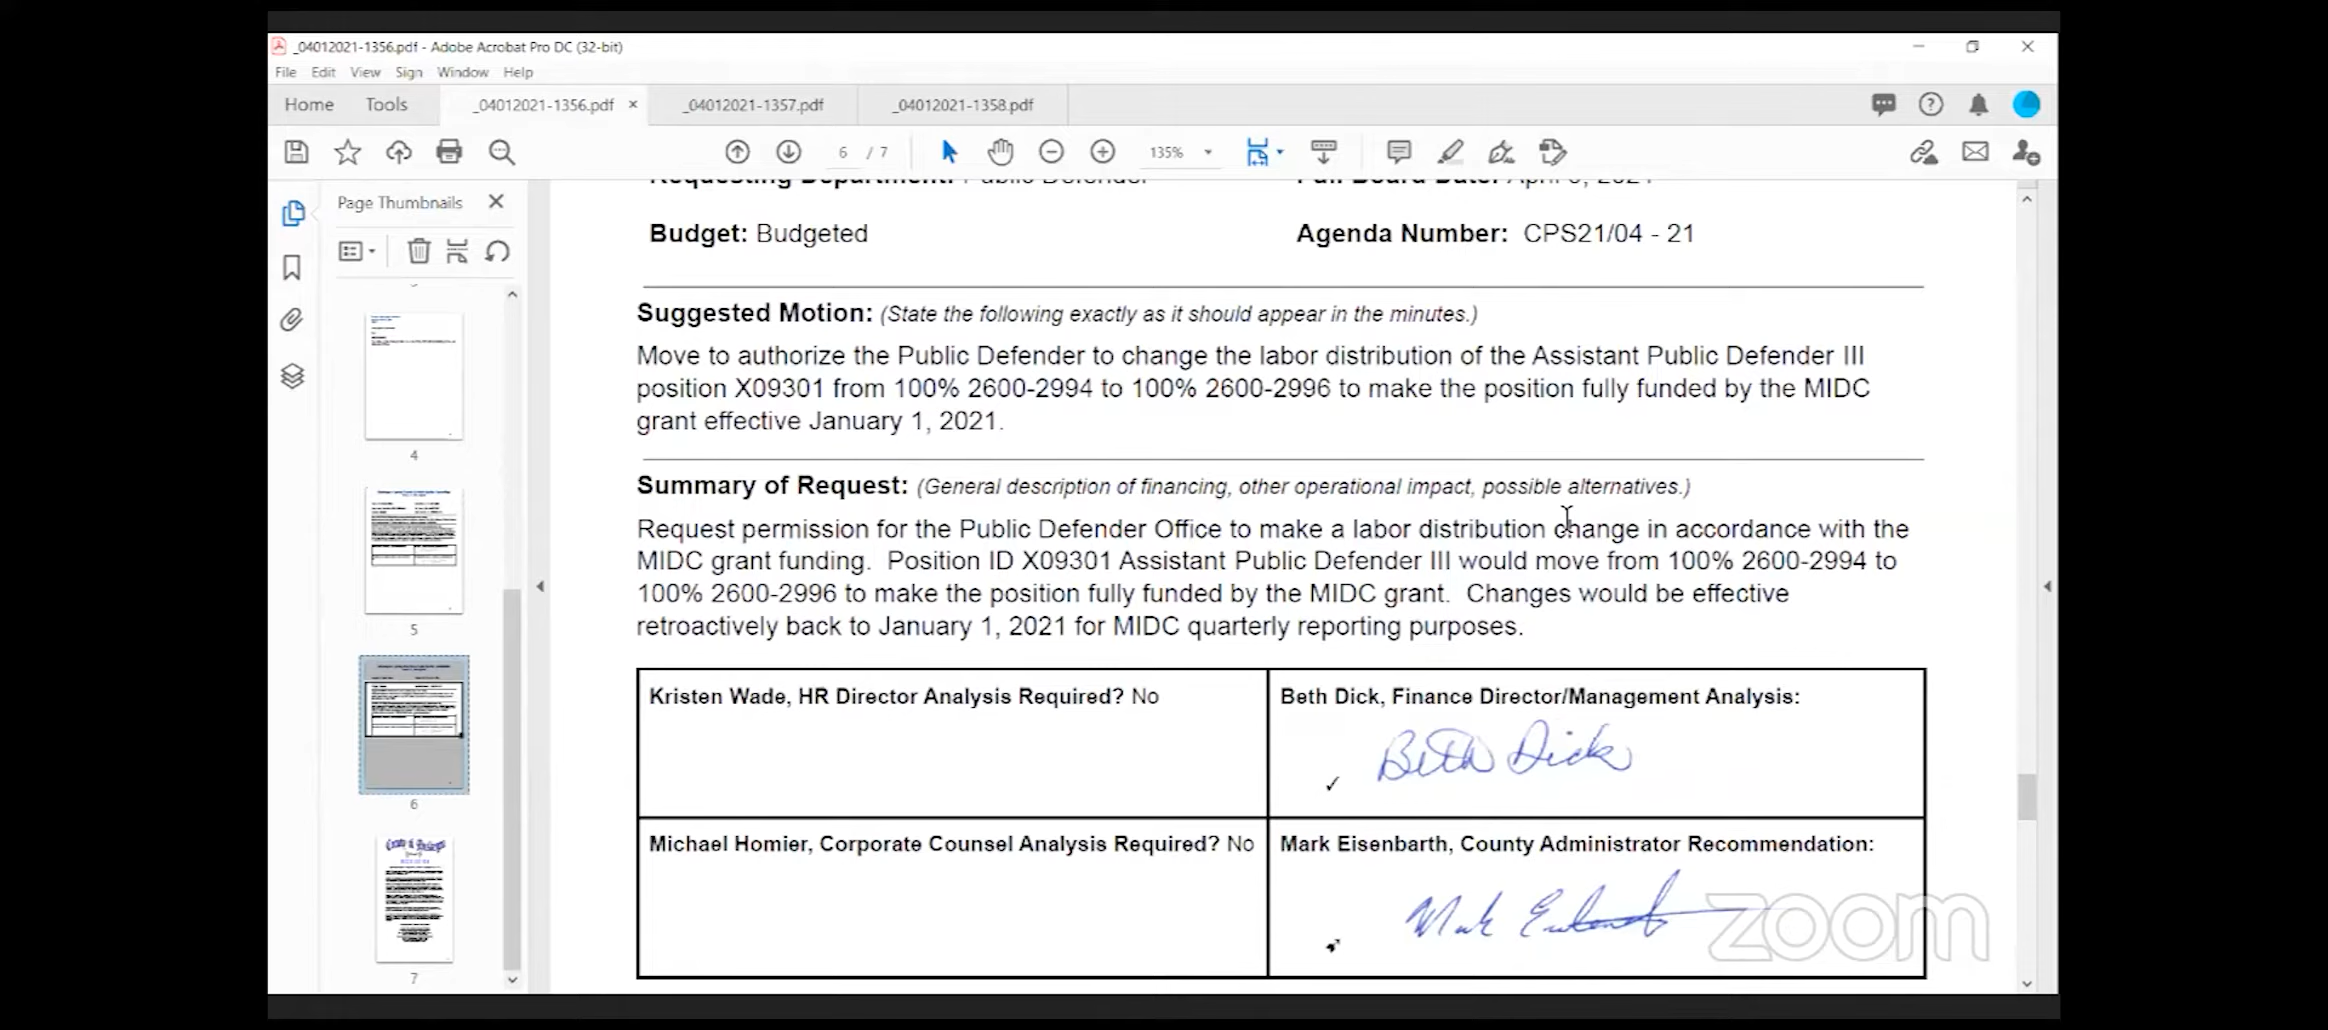 _04012021-1356.pdf - Adobe Acrobat Pro DC (32-bit)
File Edit View Sign Window Help
Home Tools _04012021-1356.pdf × _04012021-1357.pdf _04012021-1358.pdf
6 / 7 135%
Page Thumbnails
4
5
6
7
Requesting Department: Public Defender
Budget: Budgeted Agenda Number: CPS21/04 - 21
Suggested Motion: (State the following exactly as it should appear in the minutes.)
Move to authorize the Public Defender to change the labor distribution of the Assistant Public Defender III
position X09301 from 100% 2600-2994 to 100% 2600-2996 to make the position fully funded by the MIDC
grant effective January 1, 2021.
Summary of Request: (General description of financing, other operational impact, possible alternatives.)
Request permission for the Public Defender Office to make a labor distribution change in accordance with the
MIDC grant funding. Position ID X09301 Assistant Public Defender III would move from 100% 2600-2994 to
100% 2600-2996 to make the position fully funded by the MIDC grant. Changes would be effective
retroactively back to January 1, 2021 for MIDC quarterly reporting purposes.
Kristen Wade, HR Director Analysis Required? No
Beth Dick, Finance Director/Management Analysis:
Beth Dick
Michael Homier, Corporate Counsel Analysis Required? No
Mark Eisenbarth, County Administrator Recommendation:
zoom